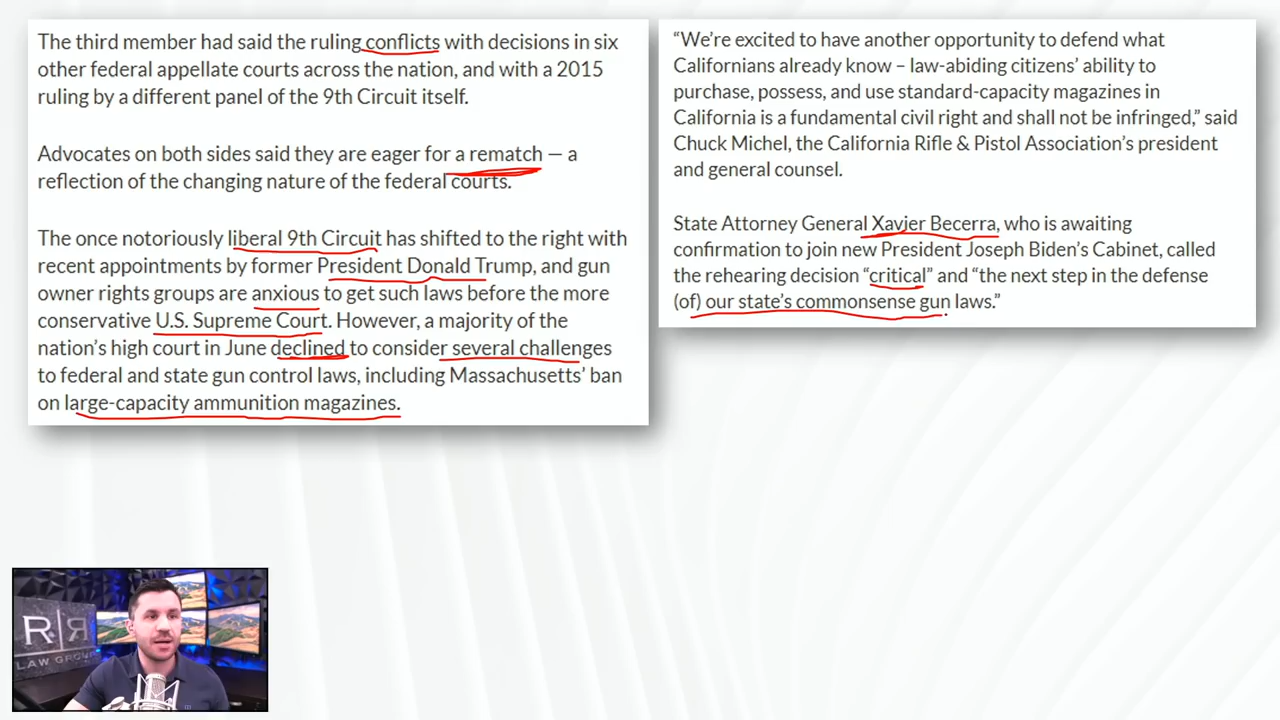 The third member had said the ruling conflicts with decisions in six
other federal appellate courts across the nation, and with a 2015
ruling by a different panel of the 9th Circuit itself.
Advocates on both sides said they are eager for a rematch — a
reflection of the changing nature of the federal courts.
The once notoriously liberal 9th Circuit has shifted to the right with
recent appointments by former President Donald Trump, and gun
owner rights groups are anxious to get such laws before the more
conservative U.S. Supreme Court. However, a majority of the
nation’s high court in June declined to consider several challenges
to federal and state gun control laws, including Massachusetts’ ban
on large-capacity ammunition magazines.
“We’re excited to have another opportunity to defend what
Californians already know – law-abiding citizens’ ability to
purchase, possess, and use standard-capacity magazines in
California is a fundamental civil right and shall not be infringed,” said
Chuck Michel, the California Rifle & Pistol Association’s president
and general counsel.
State Attorney General Xavier Becerra, who is awaiting
confirmation to join new President Joseph Biden’s Cabinet, called
the rehearing decision “critical” and “the next step in the defense
(of) our state’s commonsense gun laws.”
R|R
LAW GROUP